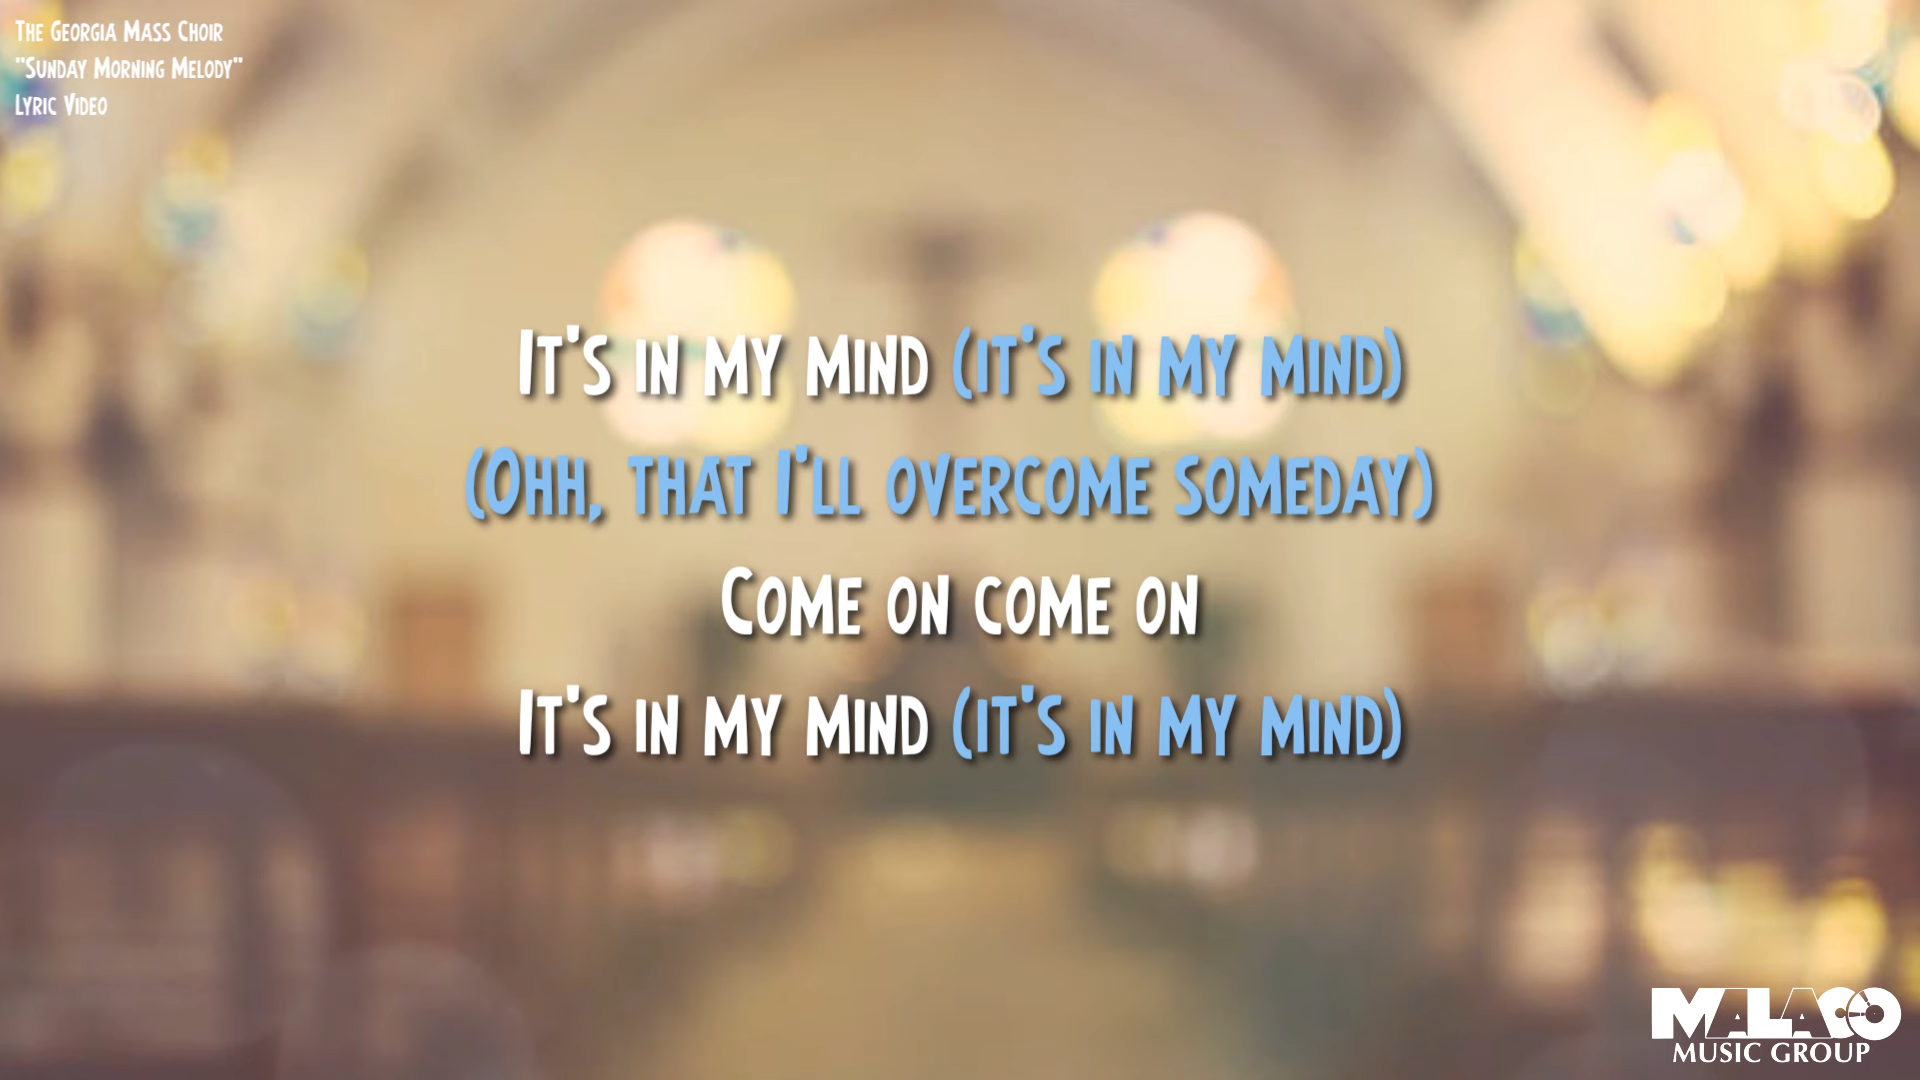 The Georgia Mass Choir
"Sunday Morning Melody"
Lyric Video
It's in my mind (it's in my mind)
(Ohh, that I'll overcome someday)
Come on come on
It's in my mind (it's in my mind)
MALACO
MUSIC GROUP